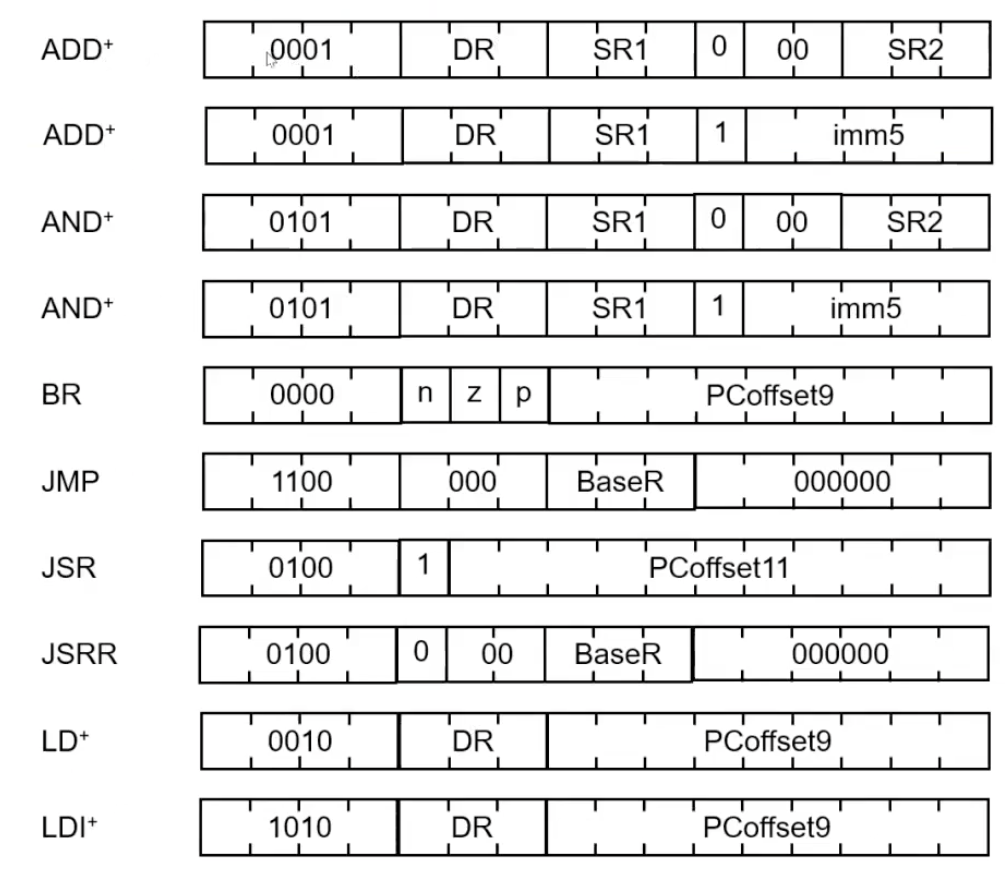 ADD+ 0001 DR SR1 0 00 SR2
ADD+ 0001 DR SR1 1 imm5
AND+ 0101 DR SR1 0 00 SR2
AND+ 0101 DR SR1 1 imm5
BR 0000 n z p PCoffset9
JMP 1100 000 BaseR 000000
JSR 0100 1 PCoffset11
JSRR 0100 0 00 BaseR 000000
LD+ 0010 DR PCoffset9
LDI+ 1010 DR PCoffset9